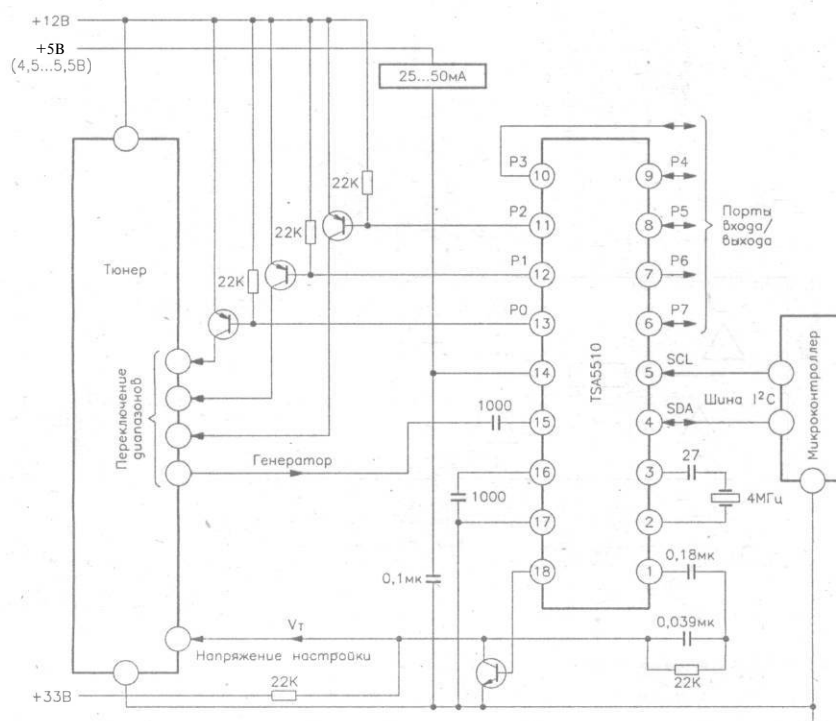 +12В
+5В
(4,5...5,5В)
25...50мА
Тюнер
22К
22К
22К
P3
P2
P1
P0
10
11
12
13
14
15
16
17
18
TSA5510
9
8
7
6
5
4
3
2
1
P4
P5
P6
P7
SCL
SDA
Порты
входа/
выхода
Шина I²C
Микроконтроллер
Переключение
диапазонов
Генератор
1000
1000
27
4МГц
0,18мк
0,039мк
22К
0,1мк
Vт
Напряжение настройки
+33В
22К